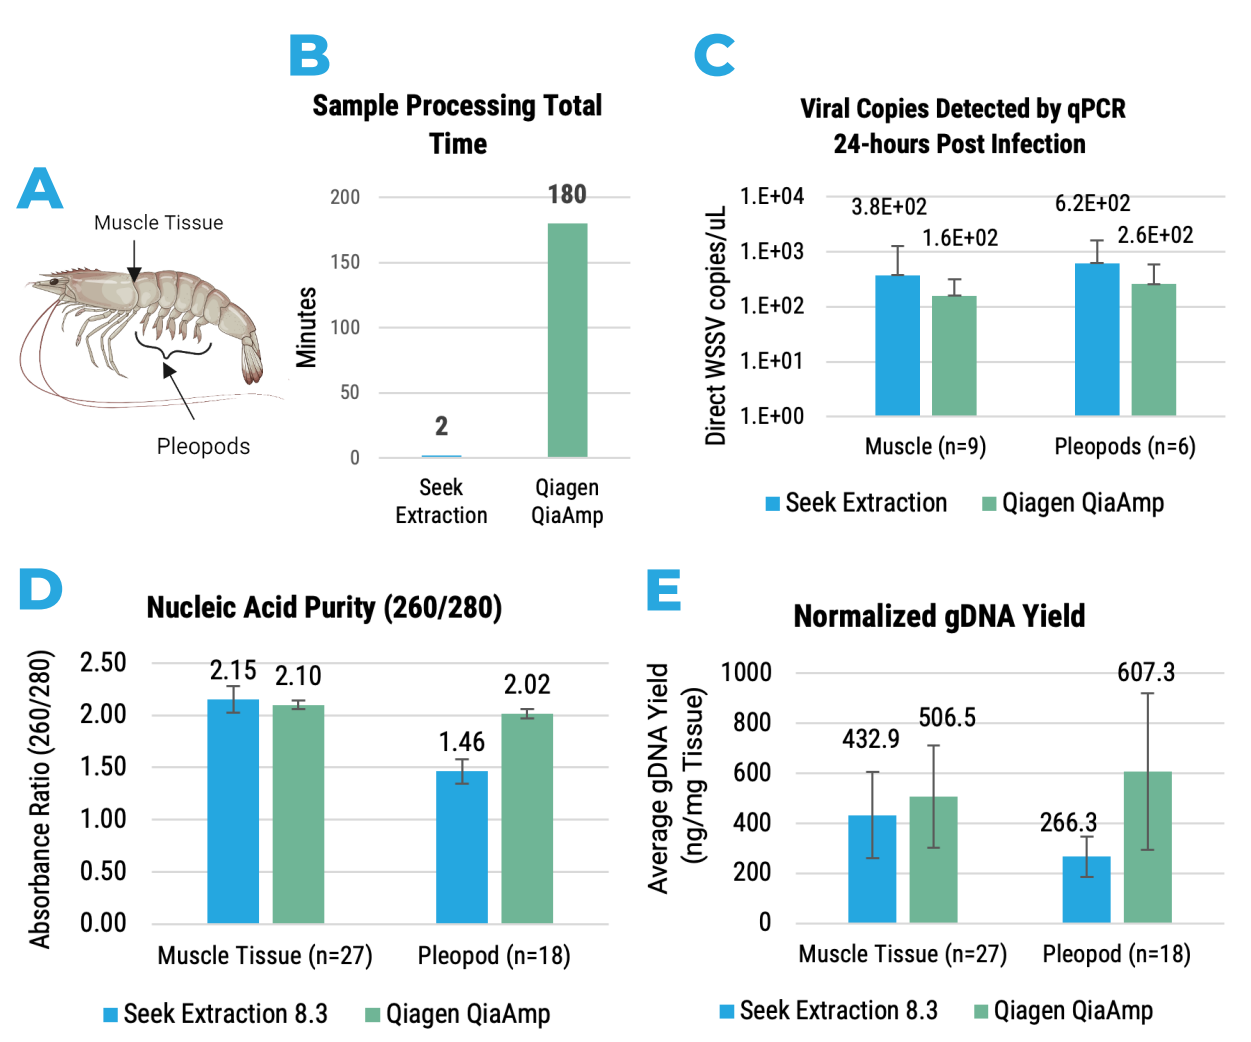 A
Muscle Tissue
Pleopods
B
Sample Processing Total
Time
Minutes
200
150
100
50
0
2
180
Seek
Extraction
Qiagen
QiaAmp
C
Viral Copies Detected by qPCR
24-hours Post Infection
Direct WSSV copies/uL
1.E+04
1.E+03
1.E+02
1.E+01
1.E+00
3.8E+02
1.6E+02
6.2E+02
2.6E+02
Muscle (n=9)
Pleopods (n=6)
Seek Extraction
Qiagen QiaAmp
D
Nucleic Acid Purity (260/280)
Absorbance Ratio (260/280)
2.50
2.00
1.50
1.00
0.50
0.00
2.15
2.10
1.46
2.02
Muscle Tissue (n=27)
Pleopod (n=18)
Seek Extraction 8.3
Qiagen QiaAmp
E
Normalized gDNA Yield
Average gDNA Yield
(ng/mg Tissue)
1000
800
600
400
200
0
432.9
506.5
266.3
607.3
Muscle Tissue (n=27)
Pleopod (n=18)
Seek Extraction 8.3
Qiagen QiaAmp